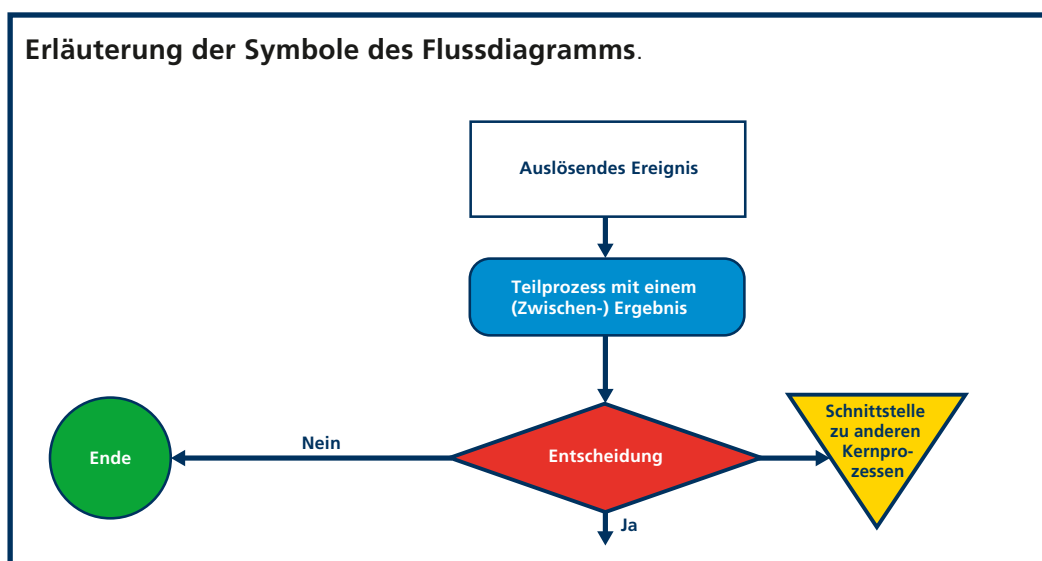 Erläuterung der Symbole des Flussdiagramms.
Auslösendes Ereignis
Teilprozess mit einem
(Zwischen-) Ergebnis
Ende
Nein
Entscheidung
Schnittstelle
zu anderen
Kernpro-
zessen
Ja